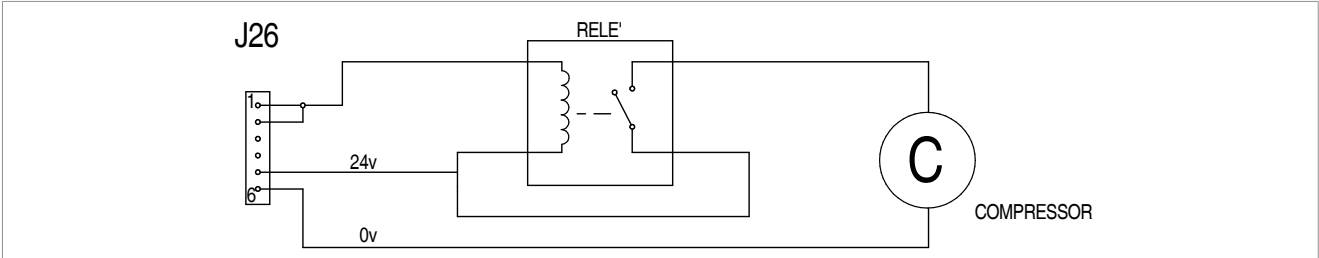 J26
RELE'
1
24v
C
6
COMPRESSOR
0v